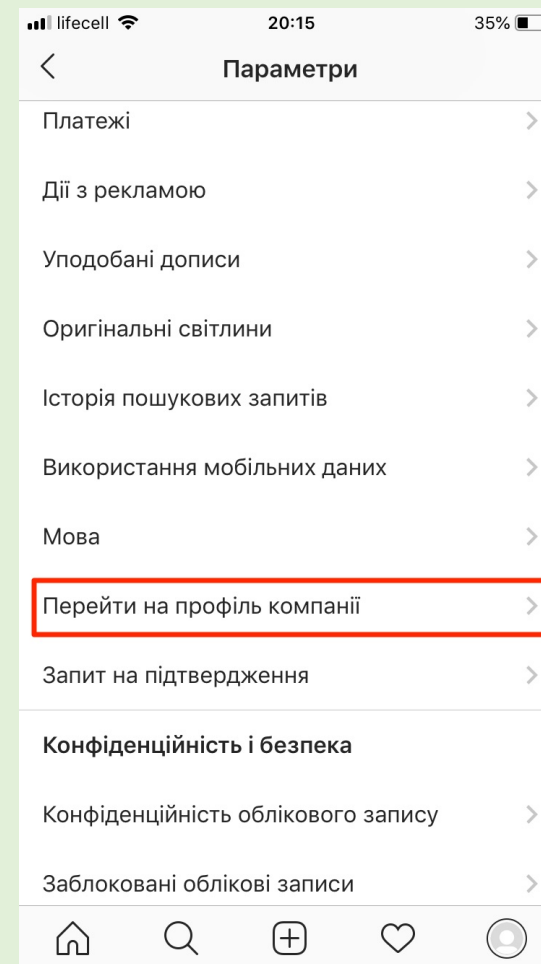 lifecell 20:15 35%
Параметри
Платежі
Дії з рекламою
Уподобані дописи
Оригінальні світлини
Історія пошукових запитів
Використання мобільних даних
Мова
Перейти на профіль компанії
Запит на підтвердження
Конфіденційність і безпека
Конфіденційність облікового запису
Заблоковані облікові записи